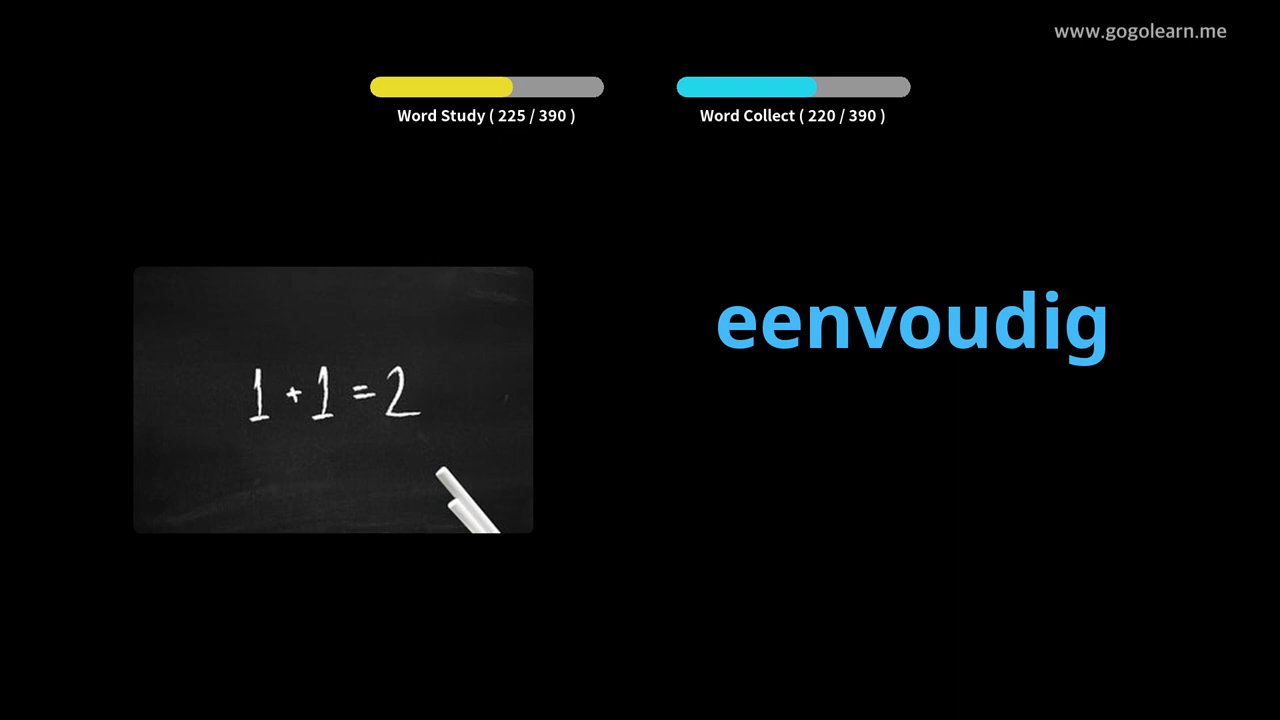 www.gogolearn.me
Word Study ( 225 / 390 )
Word Collect ( 220 / 390 )
eenvoudig
1 + 1 = 2